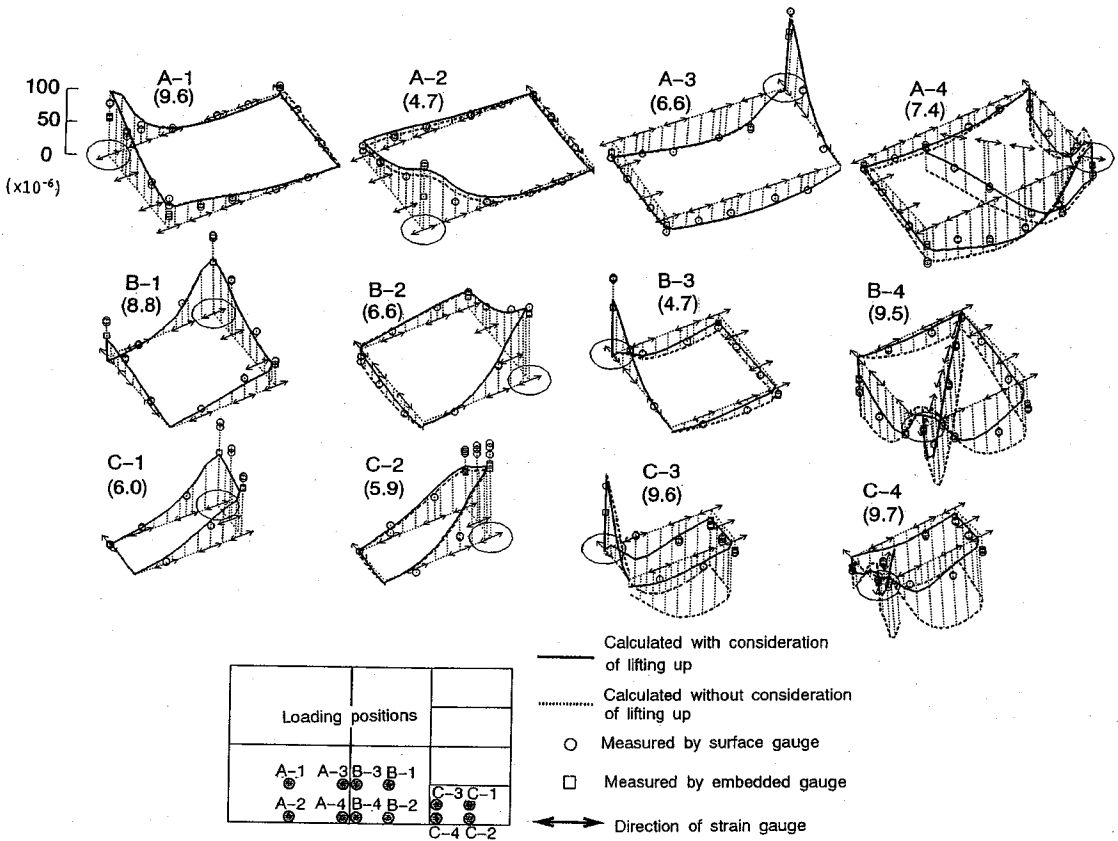 100
50
0
(x10⁻⁶)
A-1
(9.6)
A-2
(4.7)
A-3
(6.6)
A-4
(7.4)
B-1
(8.8)
B-2
(6.6)
B-3
(4.7)
B-4
(9.5)
C-1
(6.0)
C-2
(5.9)
C-3
(9.6)
C-4
(9.7)
Loading positions
A-1 A-3 B-3 B-1
A-2 A-4 B-4 B-2
C-3 C-1
C-4 C-2
Calculated with consideration
of lifting up
Calculated without consideration
of lifting up
Measured by surface gauge
Measured by embedded gauge
Direction of strain gauge